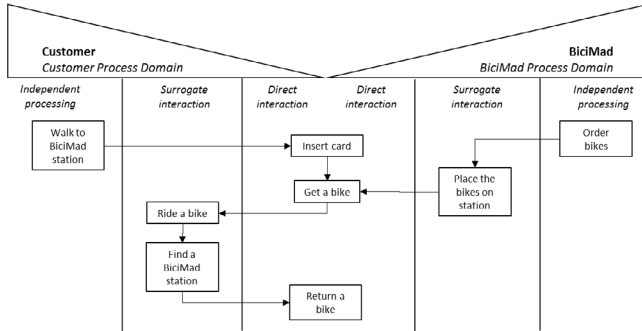 Customer
Customer Process Domain
BiciMad
BiciMad Process Domain
Independent
processing
Surrogate
interaction
Direct
interaction
Direct
interaction
Surrogate
interaction
Independent
processing
Walk to
BiciMad
station
Insert card
Order
bikes
Get a bike
Place the
bikes on
station
Ride a bike
Find a
BiciMad
station
Return a
bike